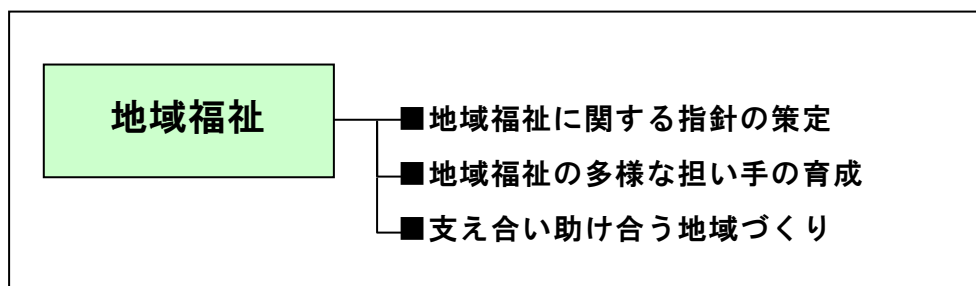 地域福祉
■地域福祉に関する指針の策定
■地域福祉の多様な担い手の育成
■支え合い助け合う地域づくり